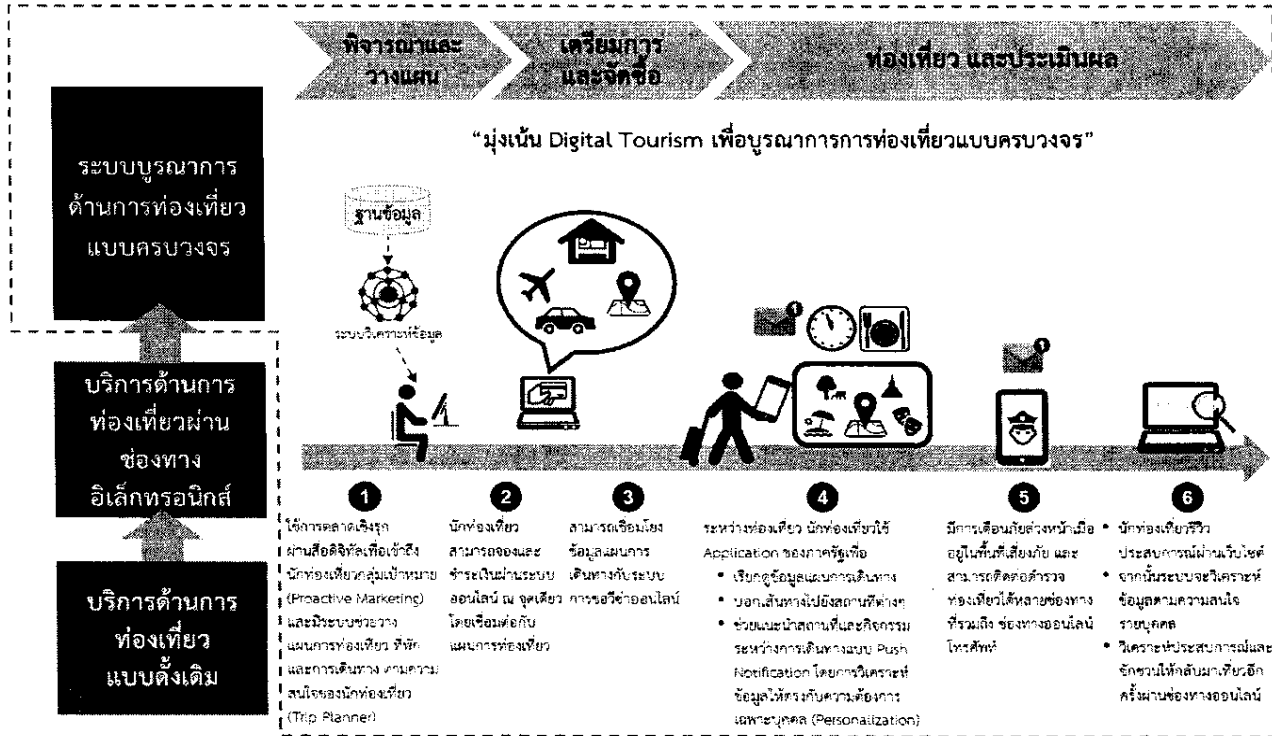 พิจารณาและ
วางแผน
เตรียมการ
และจัดซื้อ
ท่องเที่ยว และประเมินผล
“มุ่งเน้น Digital Tourism เพื่อบูรณาการการท่องเที่ยวแบบครบวงจร”
ระบบบูรณาการ
ด้านการท่องเที่ยว
แบบครบวงจร
บริการด้านการ
ท่องเที่ยวผ่าน
ช่องทาง
อิเล็กทรอนิกส์
บริการด้านการ
ท่องเที่ยว
แบบดั้งเดิม
ฐานข้อมูล
ระบบวิเคราะห์ข้อมูล
1
1
1
ใช้การตลาดเชิงรุก
ผ่านสื่อดิจิทัลเพื่อเข้าถึง
นักท่องเที่ยวกลุ่มเป้าหมาย
(Proactive Marketing)
และมีระบบช่วยวาง
แผนการท่องเที่ยว ที่พัก
และการเดินทาง ตามความ
สนใจของนักท่องเที่ยว
(Trip Planner)
2
นักท่องเที่ยว
สามารถจองและ
ชำระเงินผ่านระบบ
ออนไลน์ ณ จุดเดียว
โดยเชื่อมต่อกับ
แผนการท่องเที่ยว
3
สามารถเชื่อมโยง
ข้อมูลแผนการ
เดินทางกับระบบ
การขอวีซ่าออนไลน์
4
ระหว่างท่องเที่ยว นักท่องเที่ยวใช้
Application ของภาครัฐเพื่อ
• เรียกดูข้อมูลแผนการเดินทาง
• บอกเส้นทางไปยังสถานที่ต่างๆ
• ช่วยแนะนำสถานที่และกิจกรรม
ระหว่างการเดินทางแบบ Push
Notification โดยการวิเคราะห์
ข้อมูลให้ตรงกับความต้องการ
เฉพาะบุคคล (Personalization)
5
มีการเตือนภัยล่วงหน้าเมื่อ
อยู่ในพื้นที่เสี่ยงภัย และ
สามารถติดต่อตำรวจ
ท่องเที่ยวได้หลายช่องทาง
ที่รวมถึง ช่องทางออนไลน์
โทรศัพท์
6
• นักท่องเที่ยวรีวิว
ประสบการณ์ผ่านเว็บไซต์
• จากนั้นระบบจะวิเคราะห์
ข้อมูลตามความสนใจ
รายบุคคล
• วิเคราะห์ประสบการณ์และ
ชักชวนให้กลับมาเที่ยวอีก
ครั้งผ่านช่องทางออนไลน์